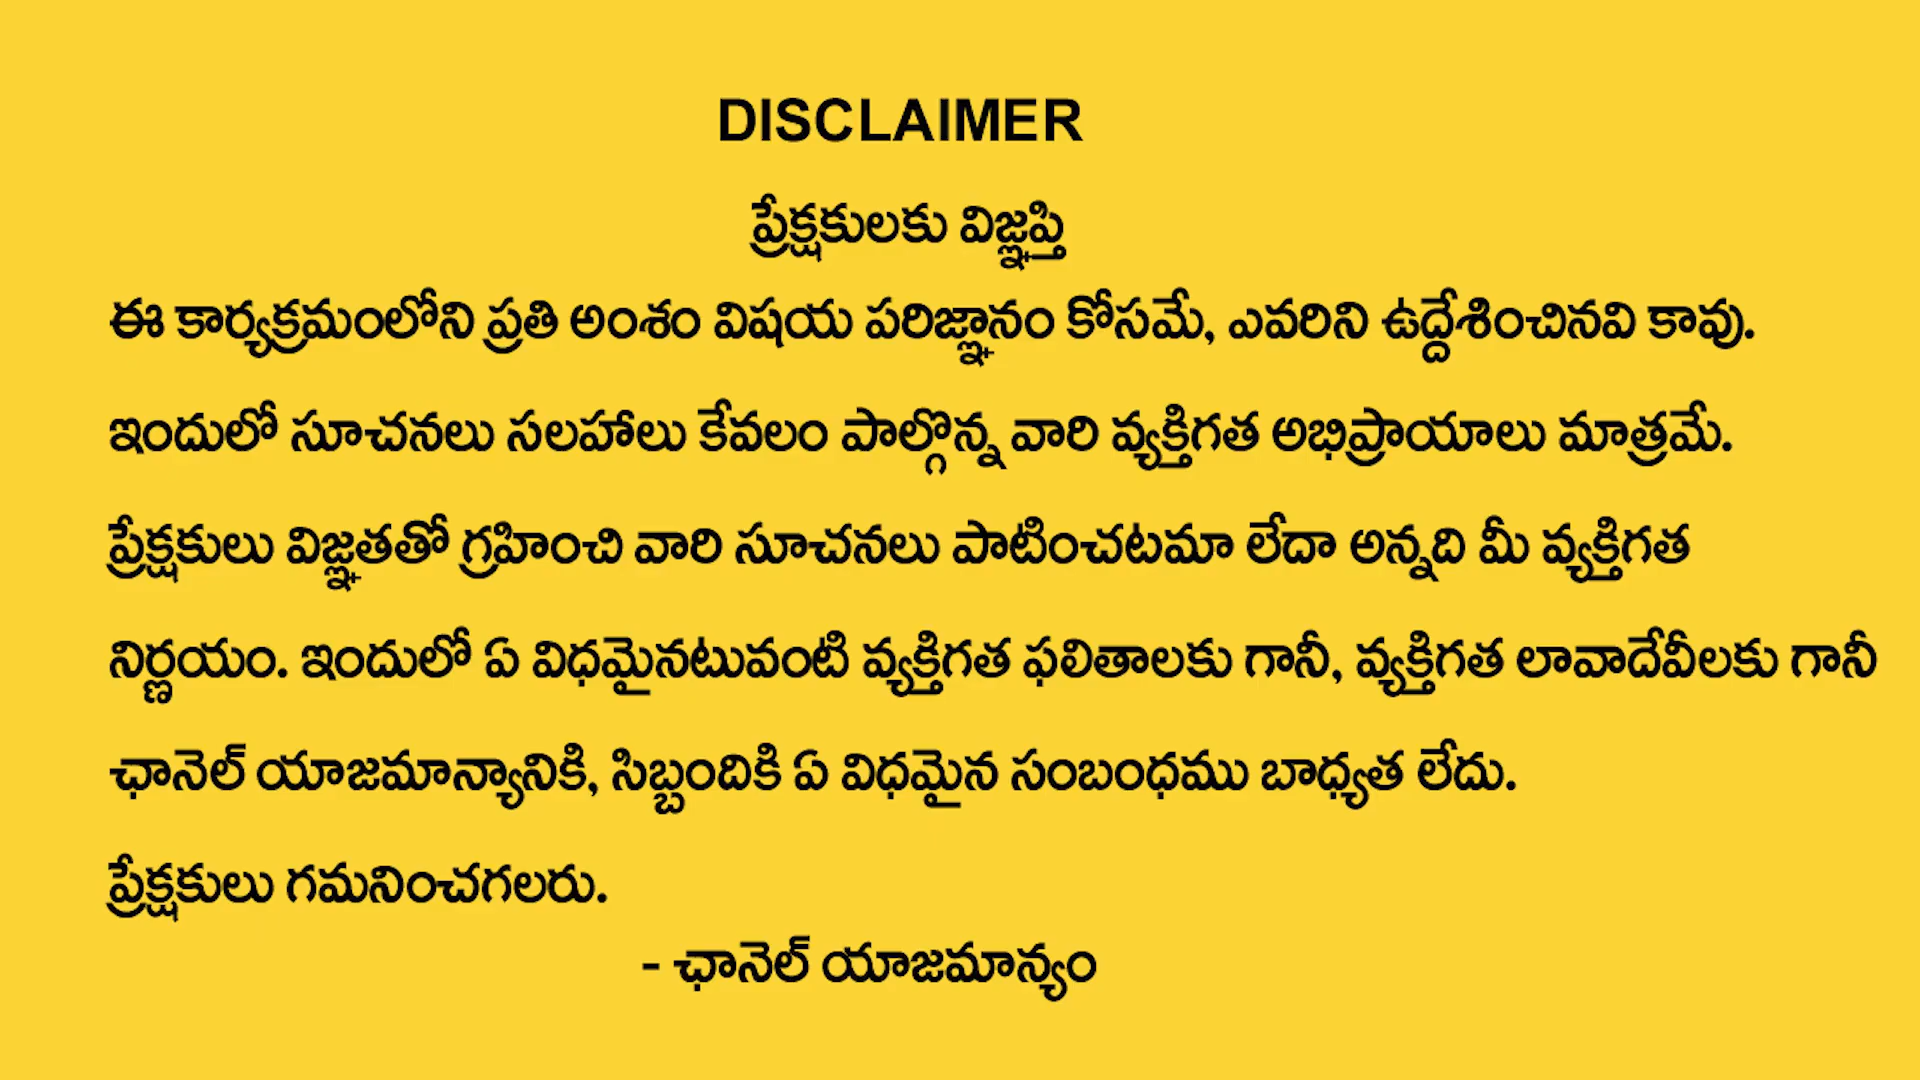 DISCLAIMER
ప్రేక్షకులకు విజ్ఞప్తి
ఈ కార్యక్రమంలోని ప్రతి అంశం విషయ పరిజ్ఞానం కోసమే, ఎవరిని ఉద్దేశించినవి కావు.
ఇందులో సూచనలు సలహాలు కేవలం పాల్గొన్న వారి వ్యక్తిగత అభిప్రాయాలు మాత్రమే.
ప్రేక్షకులు విజ్ఞతతో గ్రహించి వారి సూచనలు పాటించటమా లేదా అన్నది మీ వ్యక్తిగత
నిర్ణయం. ఇందులో ఏ విధమైనటువంటి వ్యక్తిగత ఫలితాలకు గానీ, వ్యక్తిగత లావాదేవీలకు గానీ
ఛానెల్ యాజమాన్యానికి, సిబ్బందికి ఏ విధమైన సంబంధము బాధ్యత లేదు.
ప్రేక్షకులు గమనించగలరు.
- ఛానెల్ యాజమాన్యం